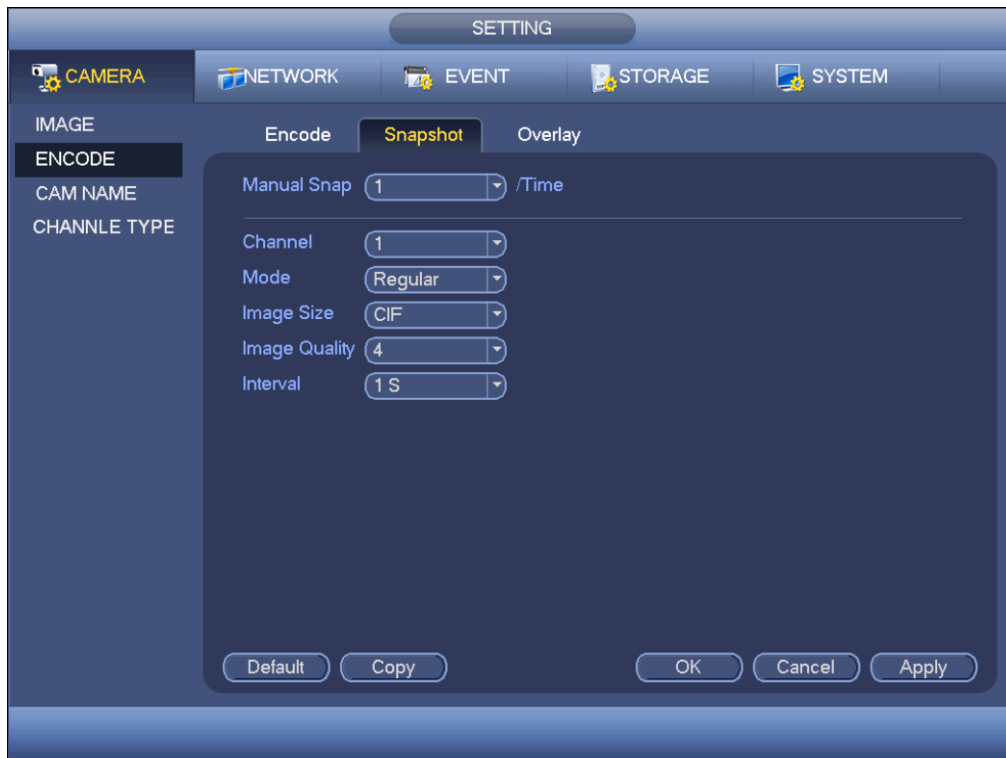 SETTING
CAMERA NETWORK EVENT STORAGE SYSTEM
IMAGE
ENCODE
CAM NAME
CHANNLE TYPE
Encode Snapshot Overlay
Manual Snap 1 /Time
Channel 1
Mode Regular
Image Size CIF
Image Quality 4
Interval 1 S
Default Copy OK Cancel Apply